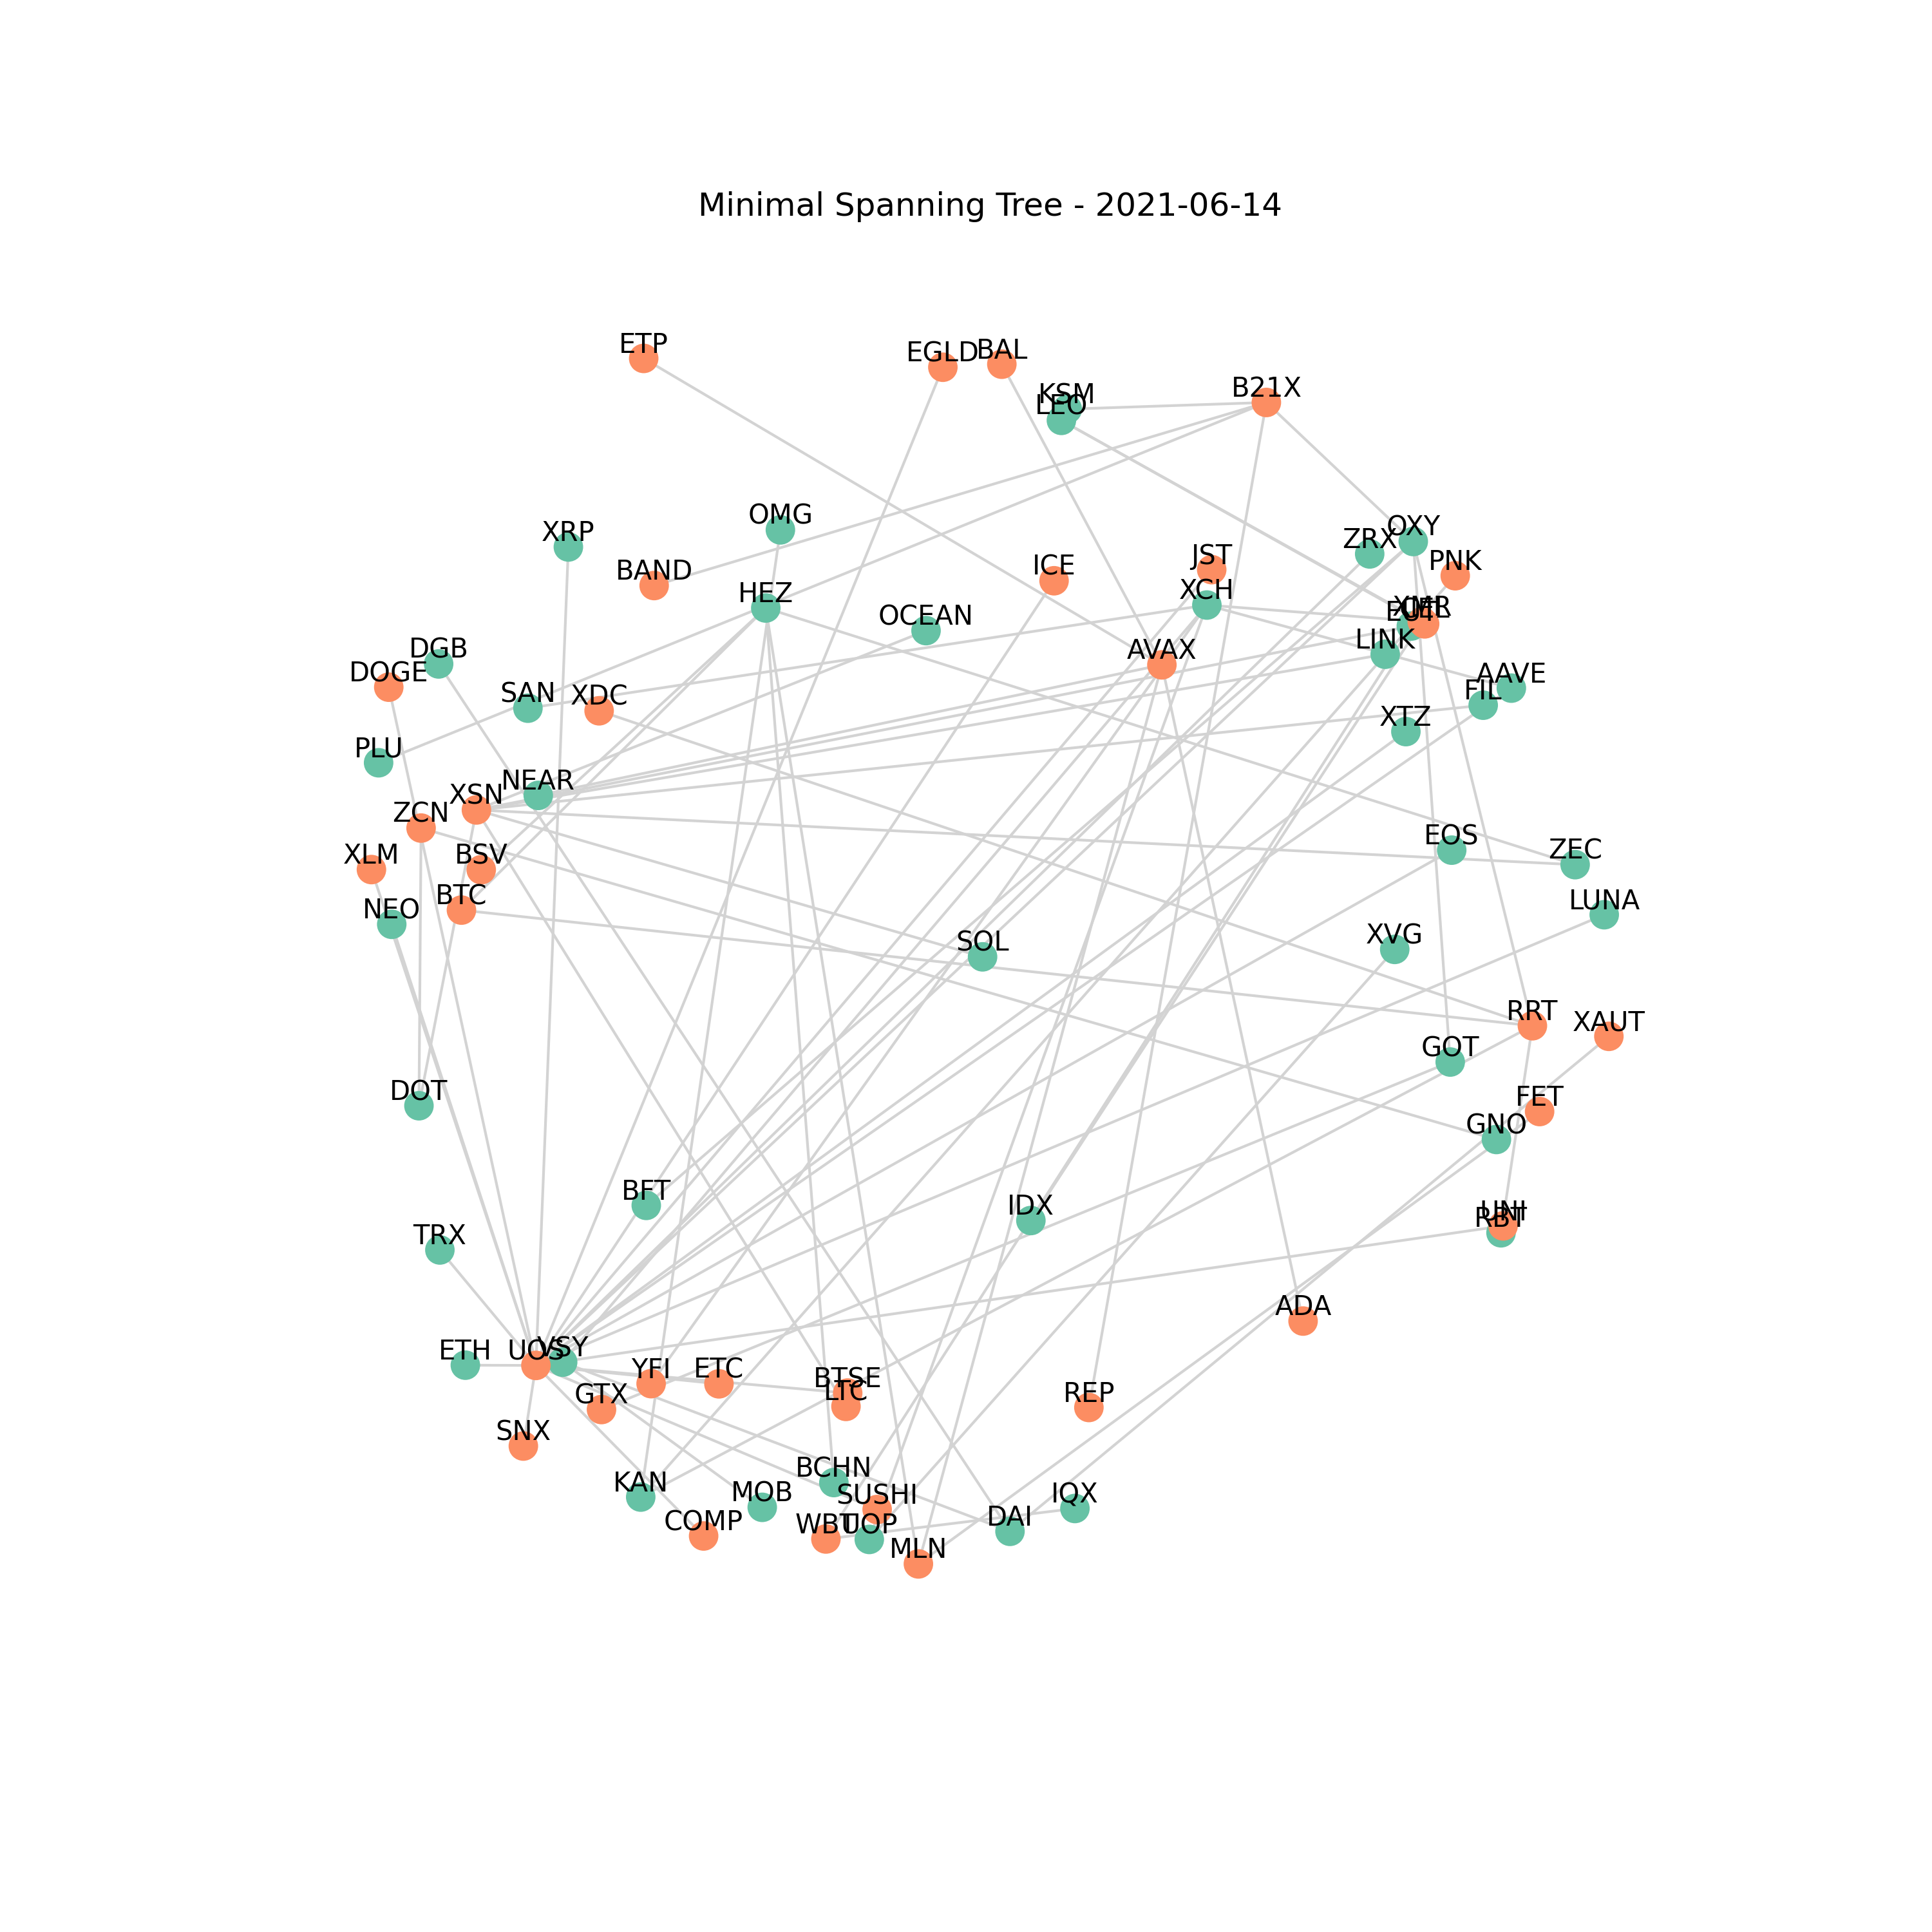 Minimal Spanning Tree - 2021-06-14
ETP
EGLD
BAL
KSM
LEO
B21X
OMG
XRP
BAND
ICE
JST
ZRX
OXY
PNK
HEZ
XCH
OCEAN
XMR
LINK
AVAX
DGB
DOGE
SAN
XDC
AAVE
FIL
XTZ
PLU
NEAR
XSN
ZCN
EOS
ZEC
XLM
BSV
BTC
NEO
LUNA
XVG
SOL
RRT
XAUT
GOT
DOT
FET
GNO
BFT
IDX
UNI
RBT
TRX
ADA
ETH
UOS
VSY
YFI
ETC
BTSE
LTC
GTX
REP
SNX
BCHN
KAN
MOB
SUSHI
IQX
COMP
WBT
UOP
DAI
MLN